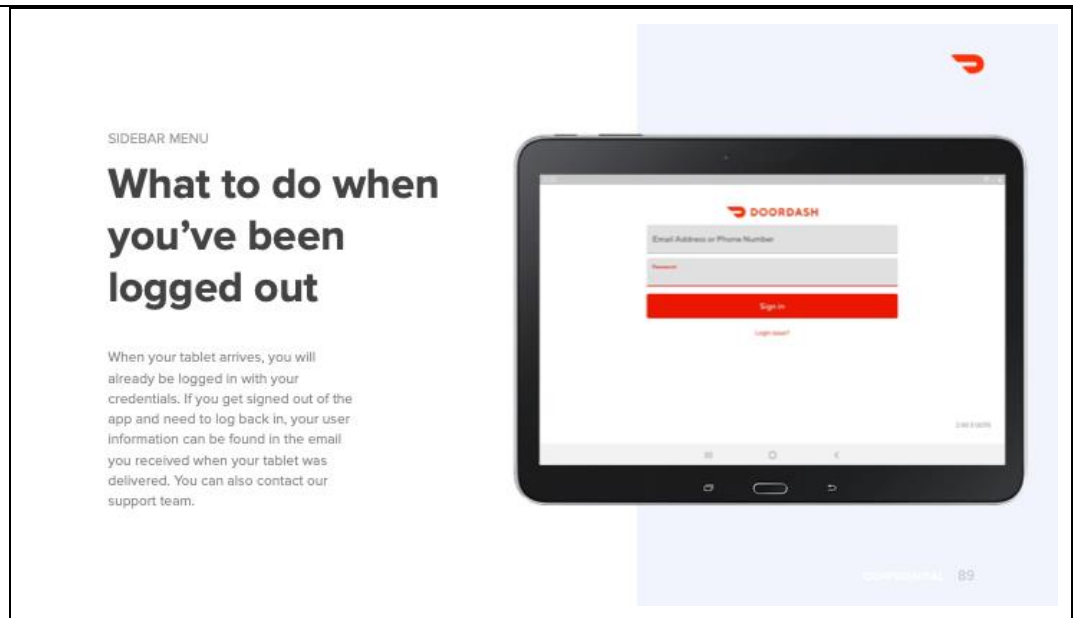 SIDEBAR MENU
What to do when
you've been
logged out
When your tablet arrives, you will
already be logged in with your
credentials. If you get signed out of the
app and need to log back in, your user
information can be found in the email
you received when your tablet was
delivered. You can also contact our
support team.
DOORDASH
Email Address or Phone Number
Password
Sign in
Login Issue?
CONFIDENTIAL 89